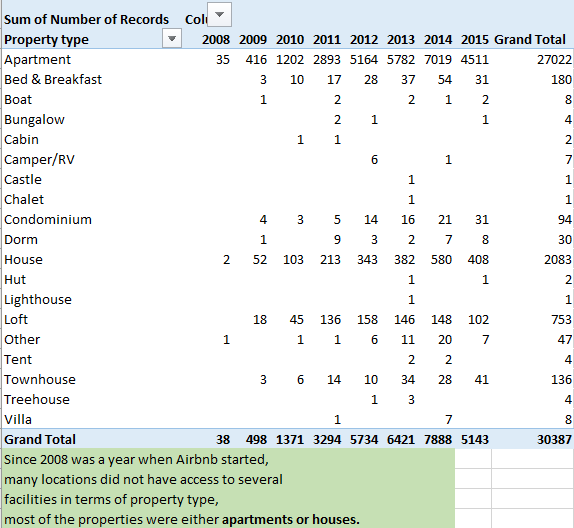 Sum of Number of Records Colu
Property type 2008 2009 2010 2011 2012 2013 2014 2015 Grand Total
Apartment 35 416 1202 2893 5164 5782 7019 4511 27022
Bed & Breakfast 3 10 17 28 37 54 31 180
Boat 1 2 2 1 2 8
Bungalow 2 1 1 4
Cabin 1 1 2
Camper/RV 6 1 7
Castle 1 1
Chalet 1 1
Condominium 4 3 5 14 16 21 31 94
Dorm 1 9 3 2 7 8 30
House 2 52 103 213 343 382 580 408 2083
Hut 1 1 2
Lighthouse 1 1
Loft 18 45 136 158 146 148 102 753
Other 1 1 1 6 11 20 7 47
Tent 2 2 4
Townhouse 3 6 14 10 34 28 41 136
Treehouse 1 3 4
Villa 1 7 8
Grand Total 38 498 1371 3294 5734 6421 7888 5143 30387
Since 2008 was a year when Airbnb started,
many locations did not have access to several
facilities in terms of property type,
most of the properties were either apartments or houses.